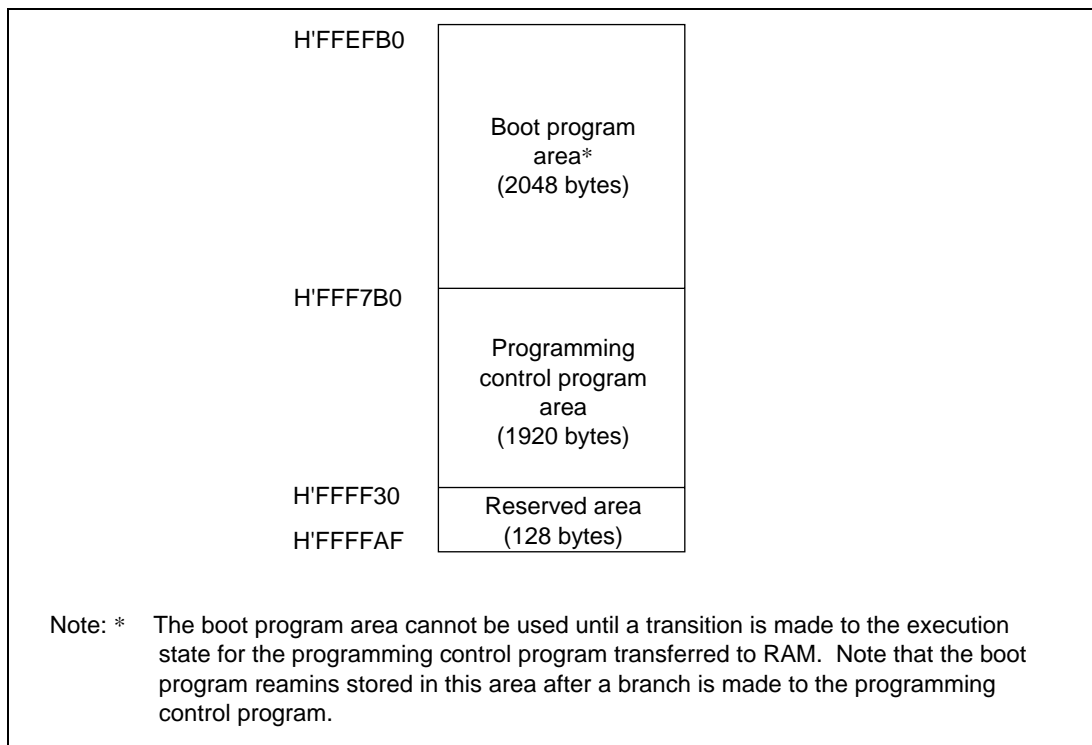 H'FFEFB0
Boot program
area*
(2048 bytes)
H'FFF7B0
Programming
control program
area
(1920 bytes)
H'FFFF30
Reserved area
(128 bytes)
H'FFFFAF
Note: * The boot program area cannot be used until a transition is made to the execution
state for the programming control program transferred to RAM. Note that the boot
program reamins stored in this area after a branch is made to the programming
control program.